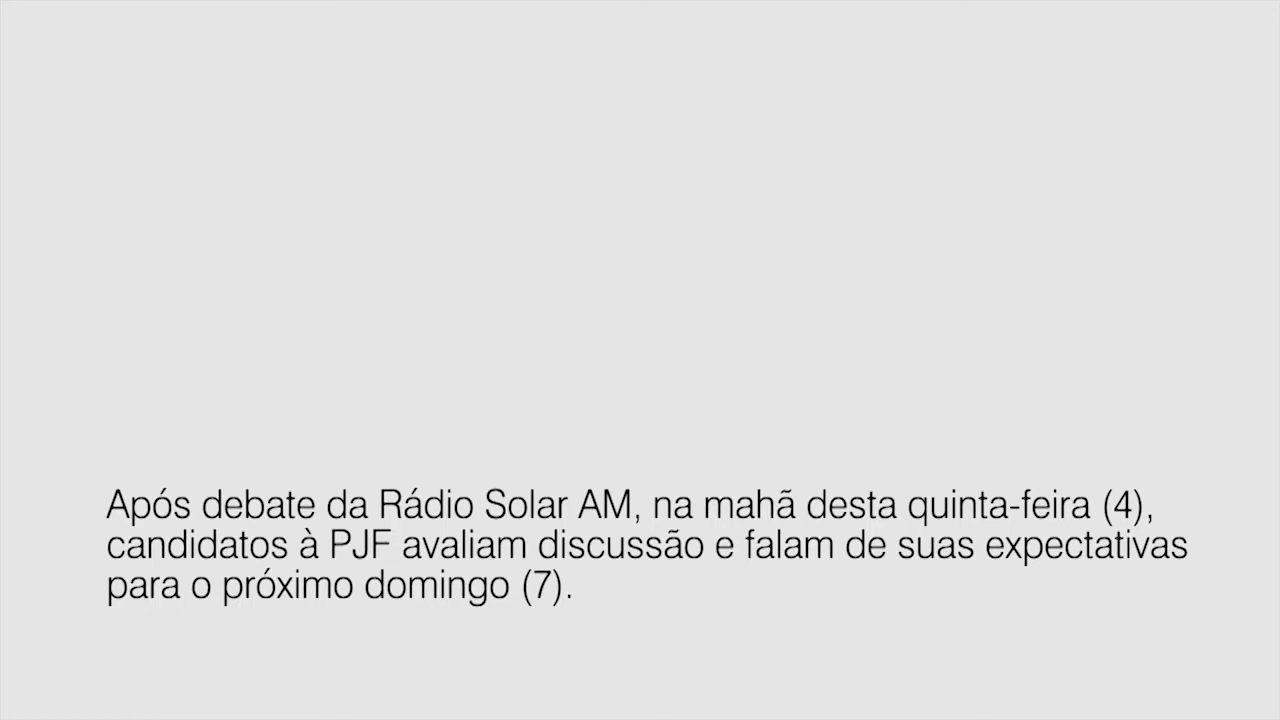 Após debate da Rádio Solar AM, na mahã desta quinta-feira (4),
candidatos à PJF avaliam discussão e falam de suas expectativas
para o próximo domingo (7).